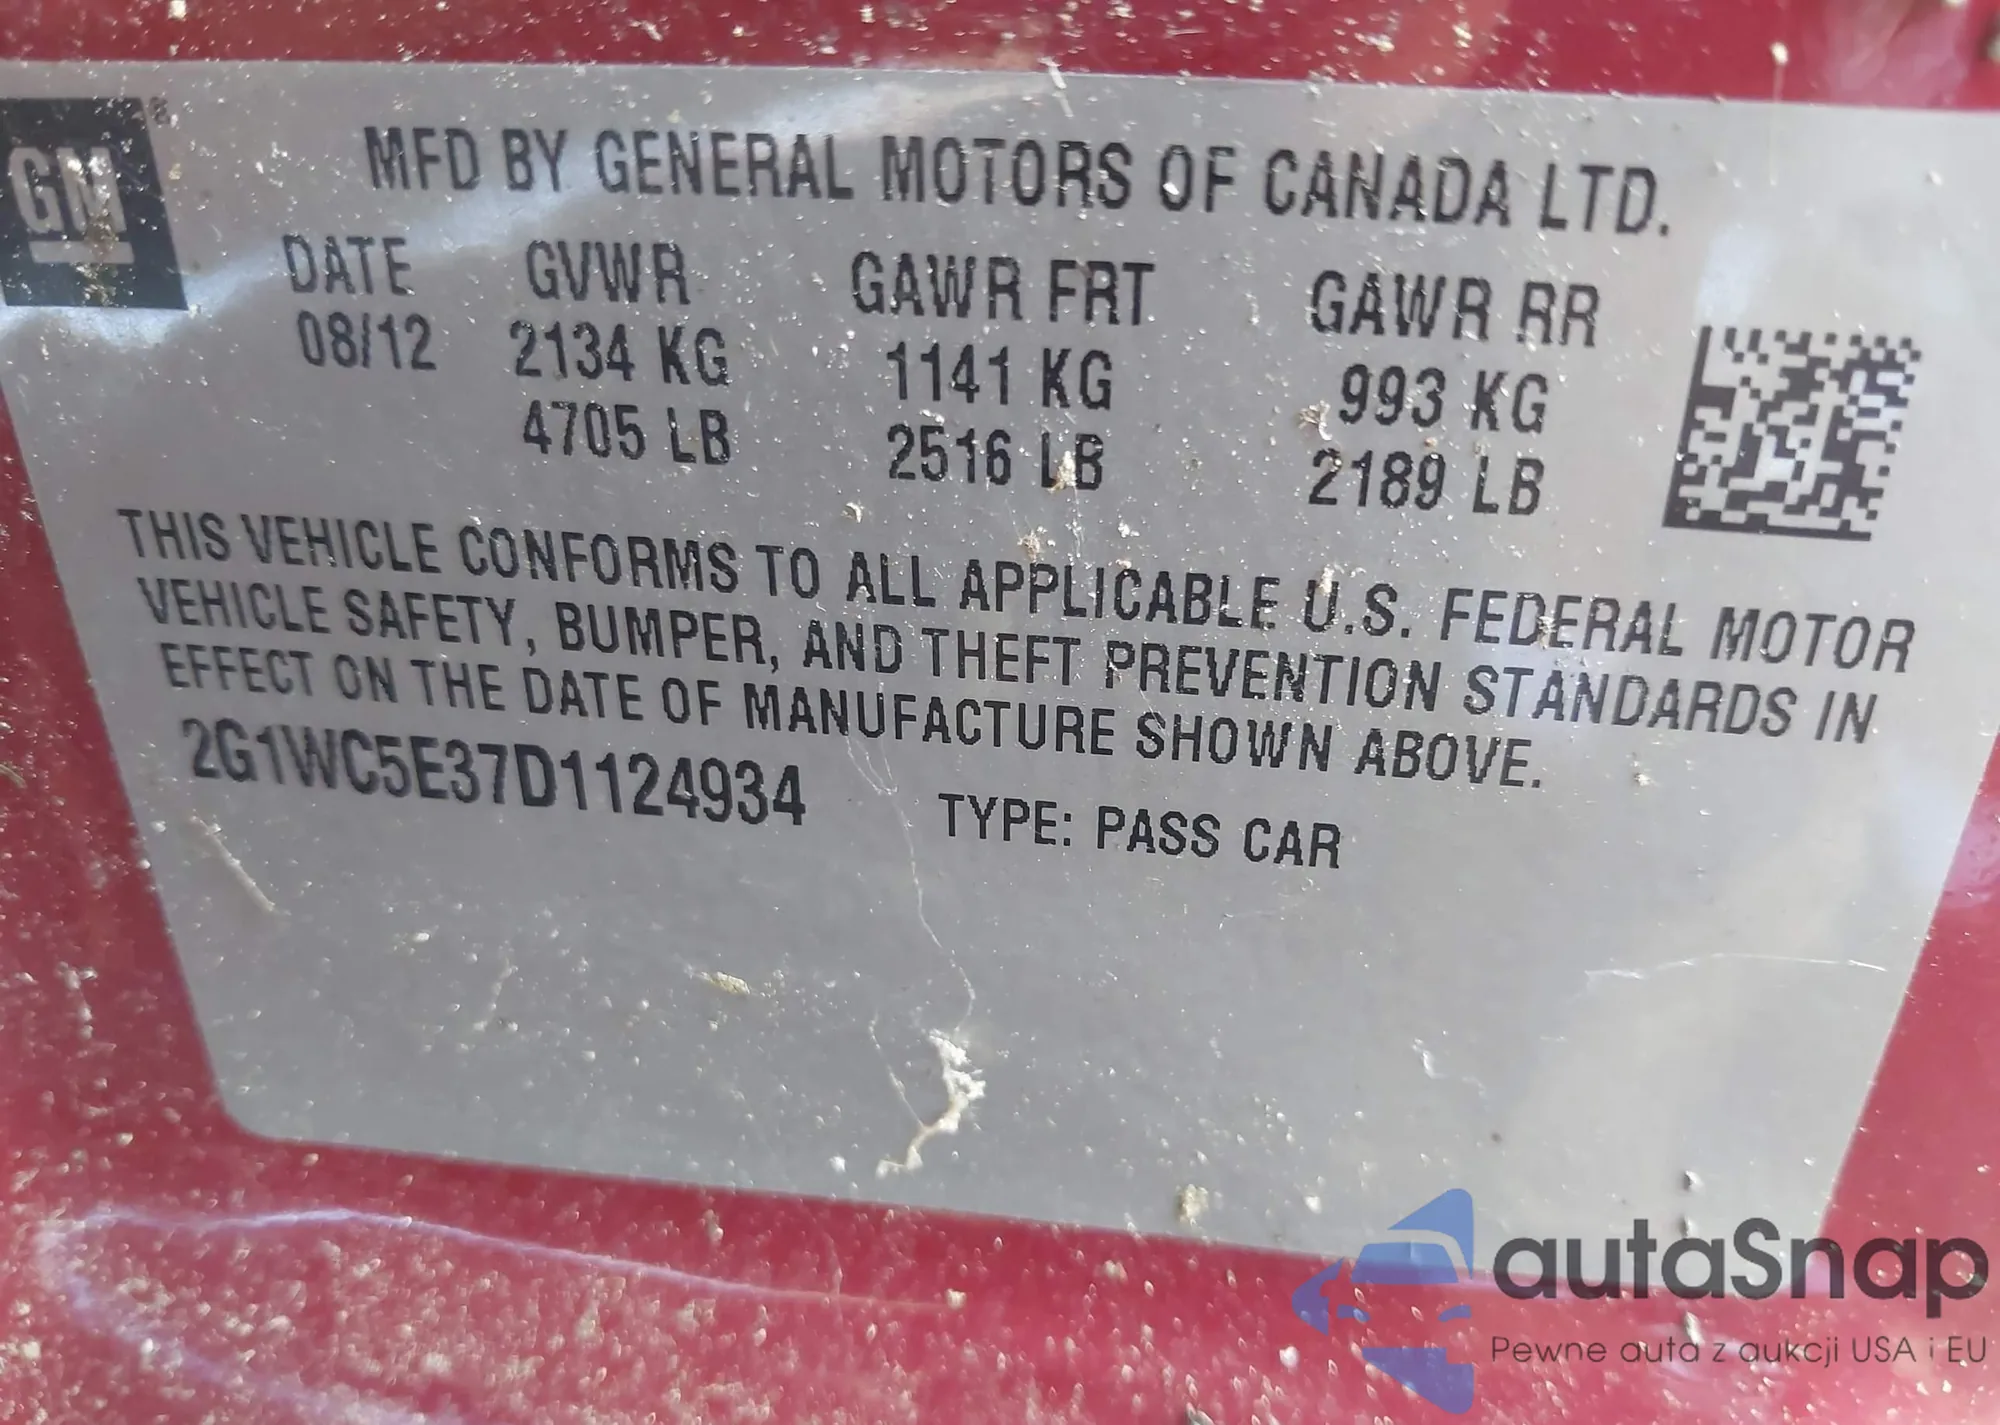 GM
MFD BY GENERAL MOTORS OF CANADA LTD.
DATE GVWR GAWR FRT GAWR RR
08/12 2134 KG 1141 KG 993 KG
4705 LB 2516 LB 2189 LB
THIS VEHICLE CONFORMS TO ALL APPLICABLE U.S. FEDERAL MOTOR
VEHICLE SAFETY, BUMPER, AND THEFT PREVENTION STANDARDS IN
EFFECT ON THE DATE OF MANUFACTURE SHOWN ABOVE.
2G1WC5E37D1124934 TYPE: PASS CAR
autaSnap
Pewne auta z aukcji USA i EU